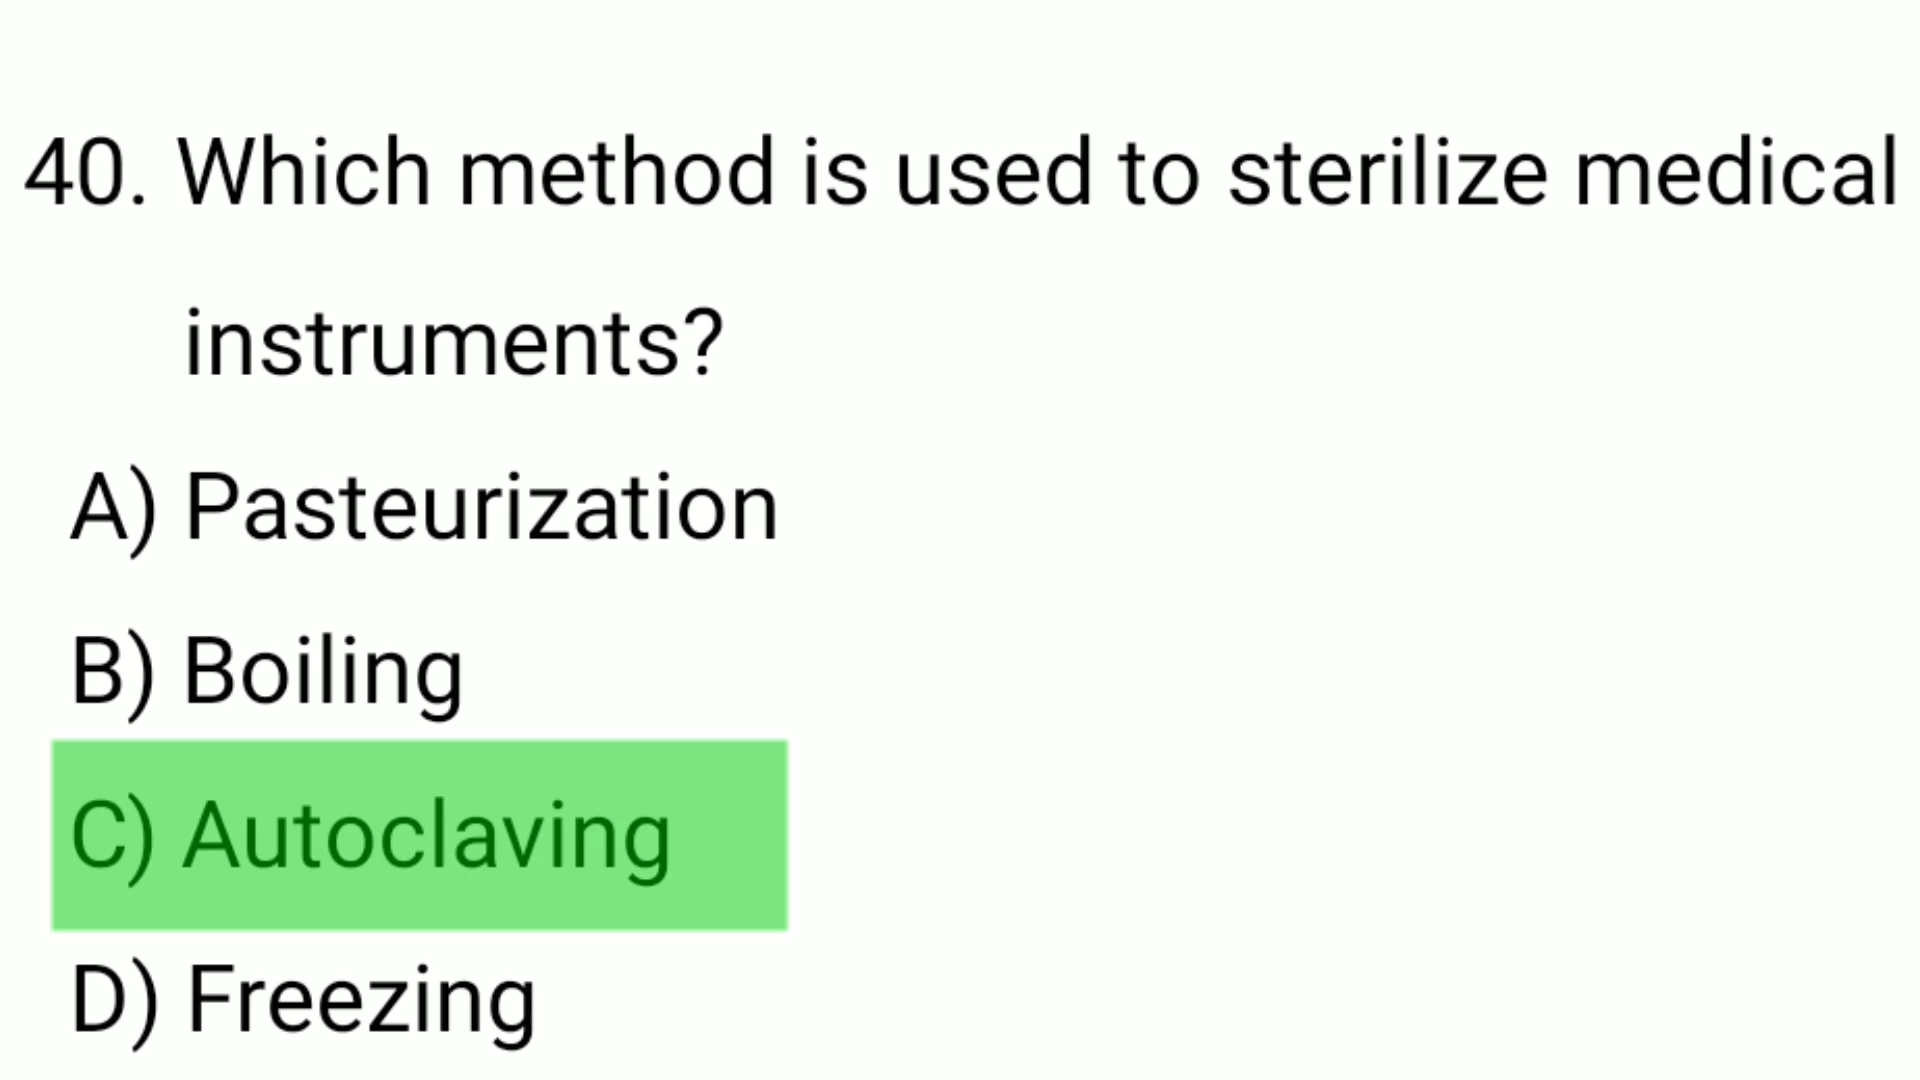 40. Which method is used to sterilize medical
instruments?
A) Pasteurization
B) Boiling
C) Autoclaving
D) Freezing